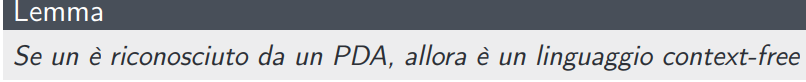 Lemma
Se un è riconosciuto da un PDA, allora è un linguaggio context-free